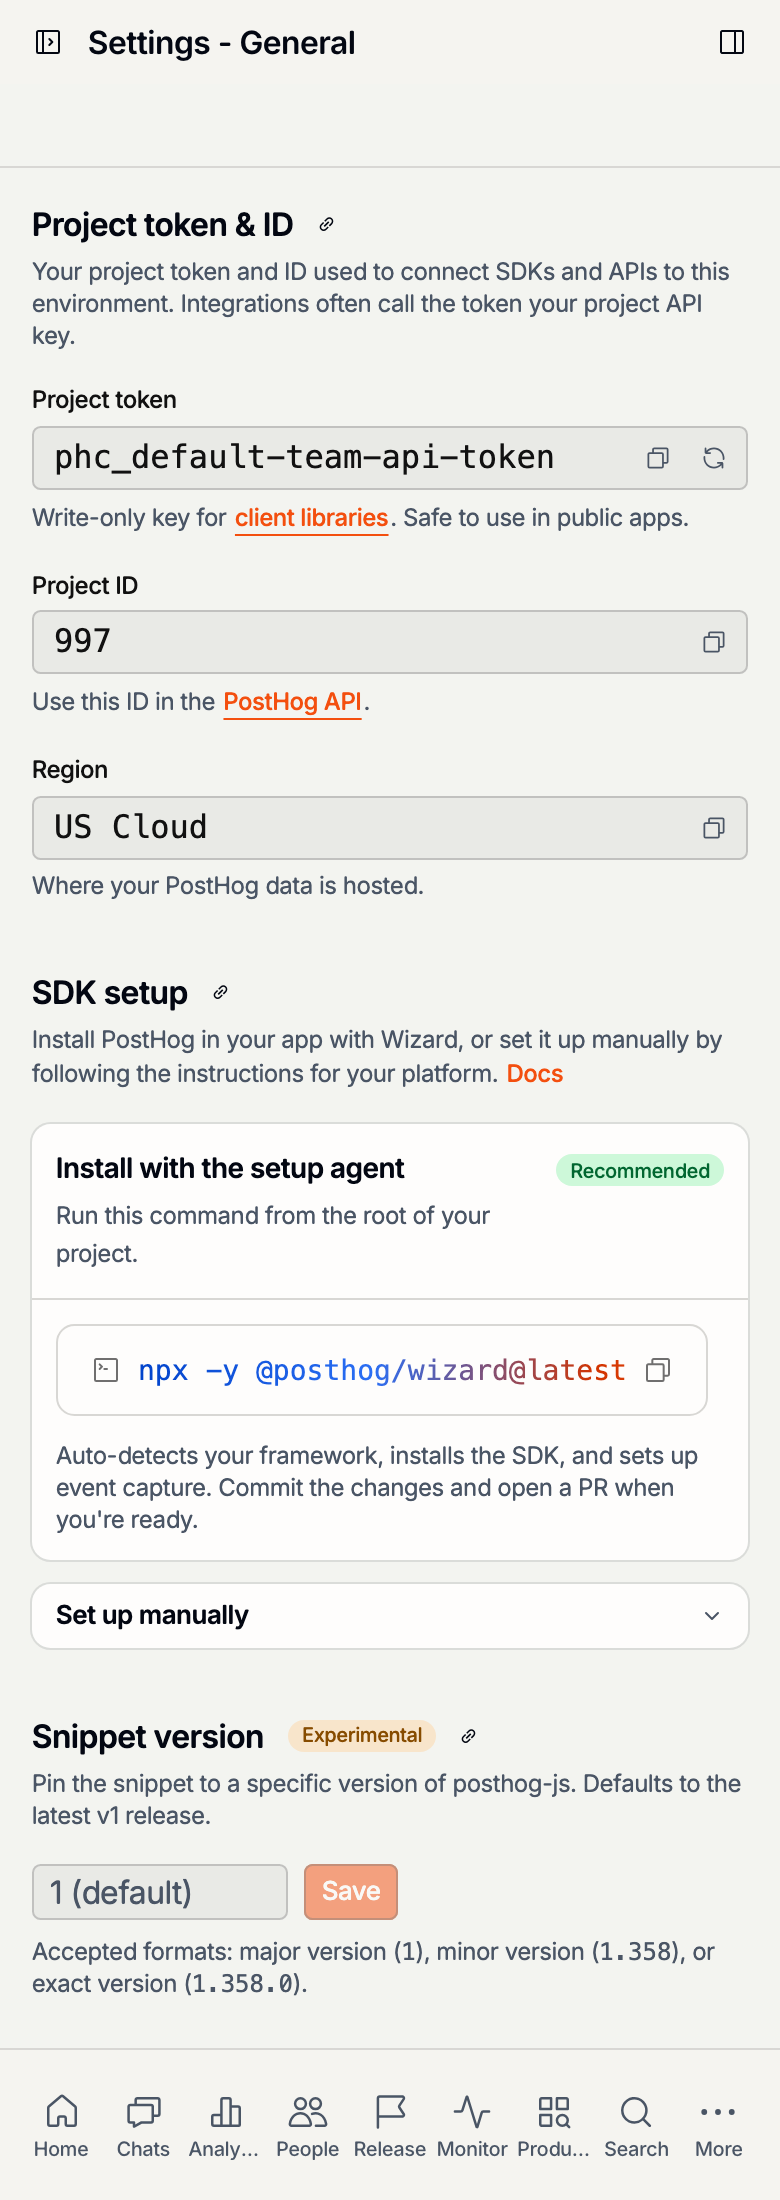 Settings - General
Project token & ID
Your project token and ID used to connect SDKs and APIs to this
environment. Integrations often call the token your project API
key.
Project token
phc_default-team-api-token
Write-only key for client libraries. Safe to use in public apps.
Project ID
997
Use this ID in the PostHog API.
Region
US Cloud
Where your PostHog data is hosted.
SDK setup
Install PostHog in your app with Wizard, or set it up manually by
following the instructions for your platform. Docs
Install with the setup agent Recommended
Run this command from the root of your
project.
npx -y @posthog/wizard@latest
Auto-detects your framework, installs the SDK, and sets up
event capture. Commit the changes and open a PR when
you're ready.
Set up manually
Snippet version Experimental
Pin the snippet to a specific version of posthog-js. Defaults to the
latest v1 release.
1 (default) Save
Accepted formats: major version (1), minor version (1.358), or
exact version (1.358.0).
Home Chats Analy... People Release Monitor Produ... Search More